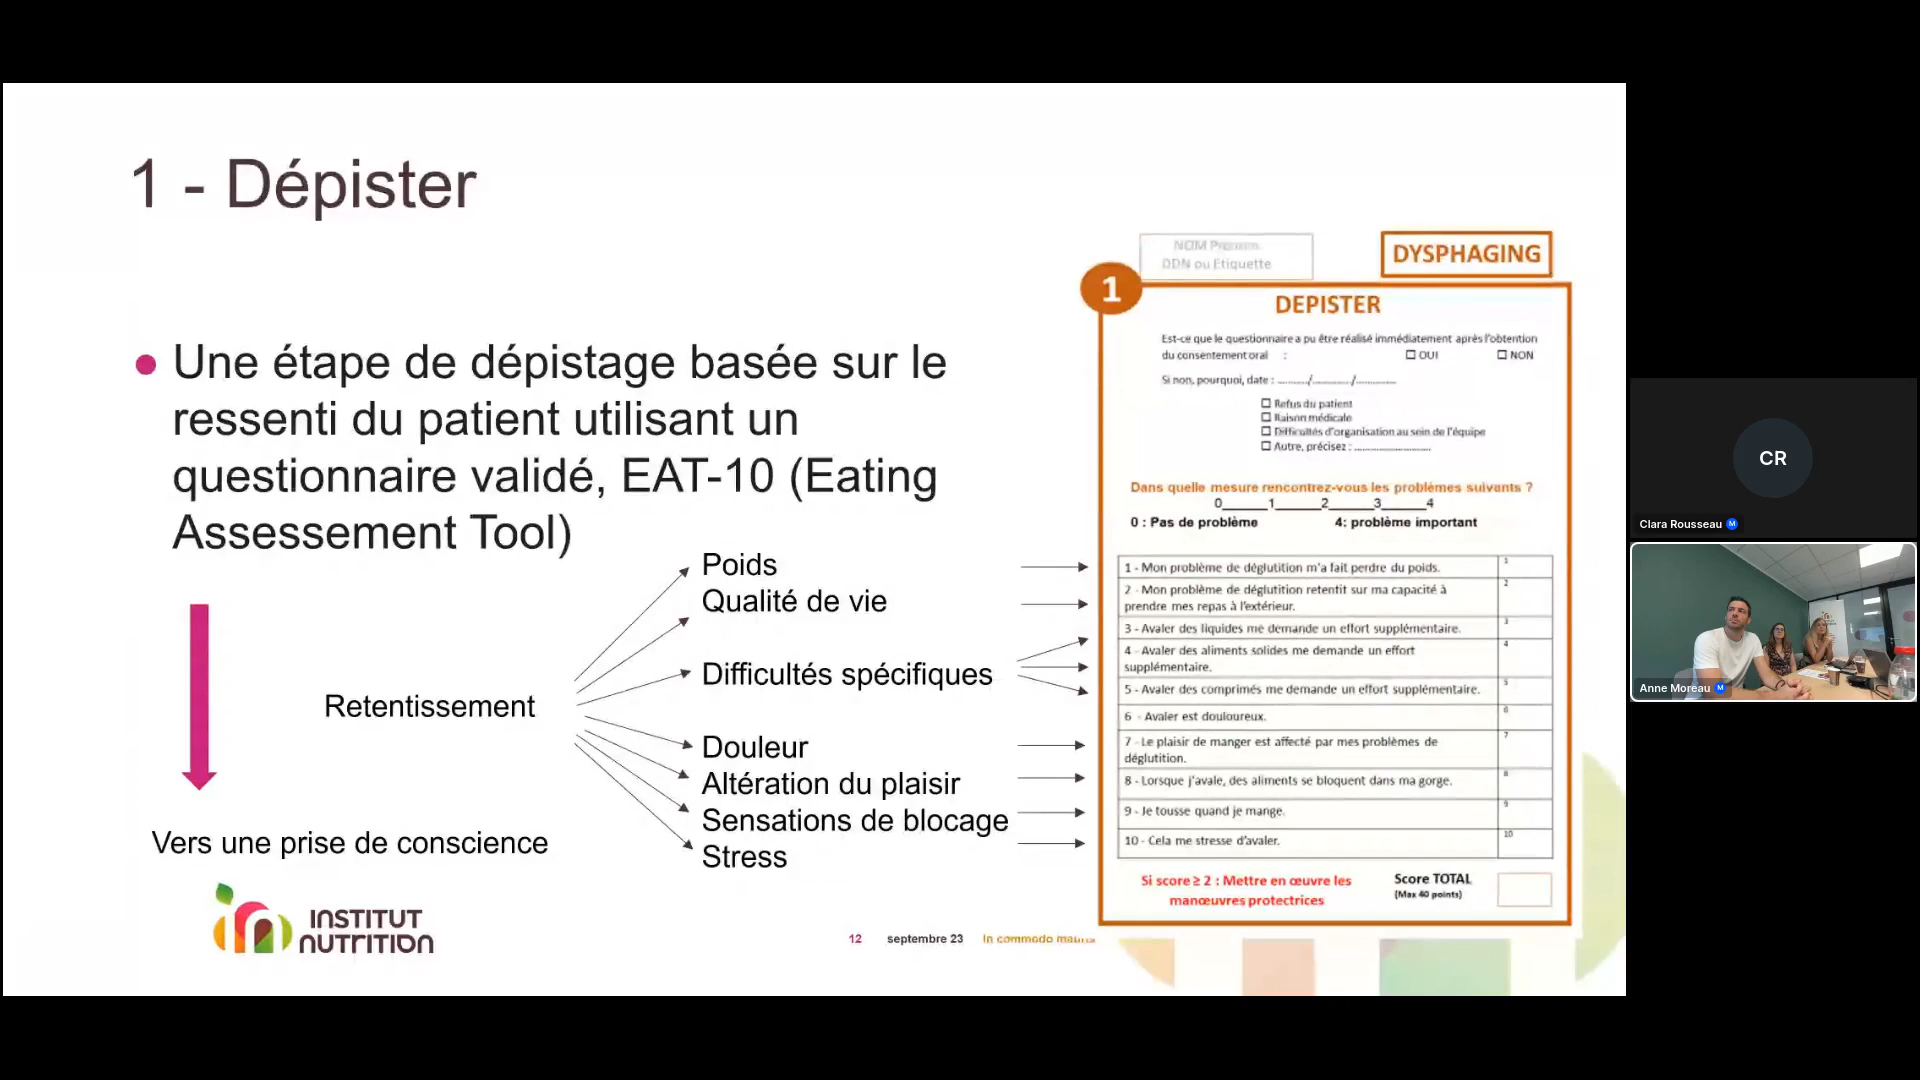 1 - Dépister
Une étape de dépistage basée sur le
ressenti du patient utilisant un
questionnaire validé, EAT-10 (Eating
Assessement Tool)
Retentissement
Vers une prise de conscience
Poids
Qualité de vie
Difficultés spécifiques
Douleur
Altération du plaisir
Sensations de blocage
Stress
INSTITUT
NUTRITION
12 septembre 23 In commodo mauris
NOM Prénom
DDN ou Etiquette
DYSPHAGING
1
DEPISTER
Est-ce que le questionnaire a pu être réalisé immédiatement après l'obtention
du consentement oral : OUI NON
Si non, pourquoi, date : ........./.........../............
Refus du patient
Raison médicale
Difficultés d'organisation au sein de l'équipe
Autre, précisez : ......................
Dans quelle mesure rencontrez-vous les problèmes suivants ?
0______1______2______3______4
0 : Pas de problème 4: problème important
1 - Mon problème de déglutition m'a fait perdre du poids. 1
2 - Mon problème de déglutition retentit sur ma capacité à 2
prendre mes repas à l'extérieur.
3 - Avaler des liquides me demande un effort supplémentaire. 3
4 - Avaler des aliments solides me demande un effort 4
supplémentaire.
5 - Avaler des comprimés me demande un effort supplémentaire. 5
6 - Avaler est douloureux. 6
7 - Le plaisir de manger est affecté par mes problèmes de 7
déglutition.
8 - Lorsque j'avale, des aliments se bloquent dans ma gorge. 8
9 - Je tousse quand je mange. 9
10 - Cela me stresse d'avaler. 10
Si score ≥ 2 : Mettre en œuvre les
manœuvres protectrices
Score TOTAL
(Max 40 points)
CR
Clara Rousseau M
Anne Moreau M